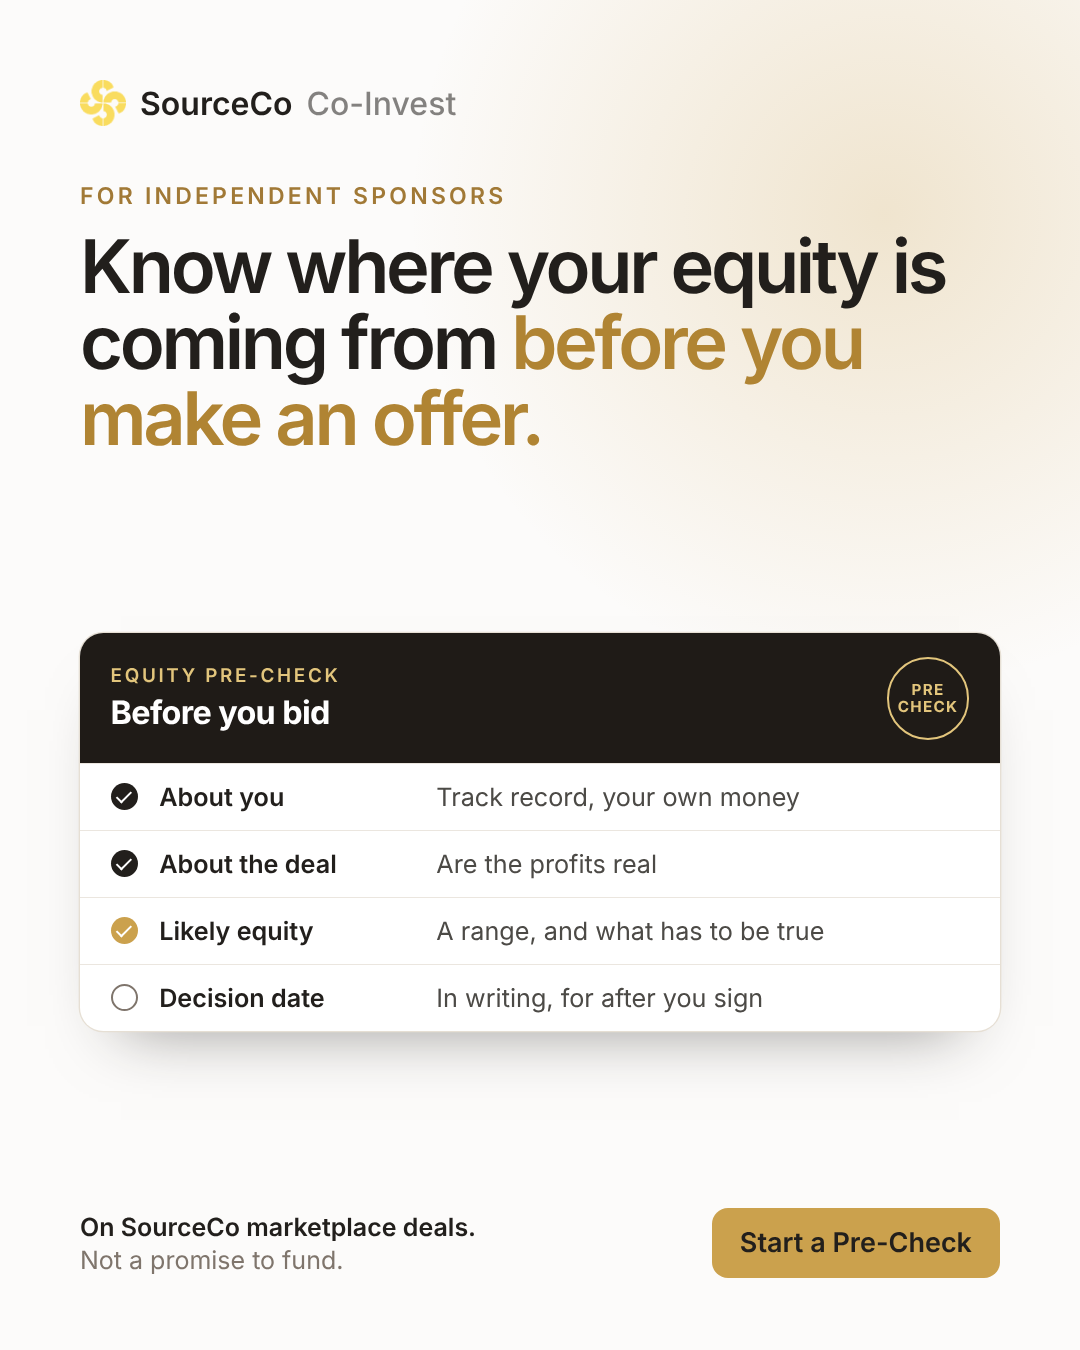 SourceCo Co-Invest
FOR INDEPENDENT SPONSORS
Know where your equity is
coming from before you
make an offer.
EQUITY PRE-CHECK
Before you bid
PRE
CHECK
About you Track record, your own money
About the deal Are the profits real
Likely equity A range, and what has to be true
Decision date In writing, for after you sign
On SourceCo marketplace deals.
Not a promise to fund.
Start a Pre-Check